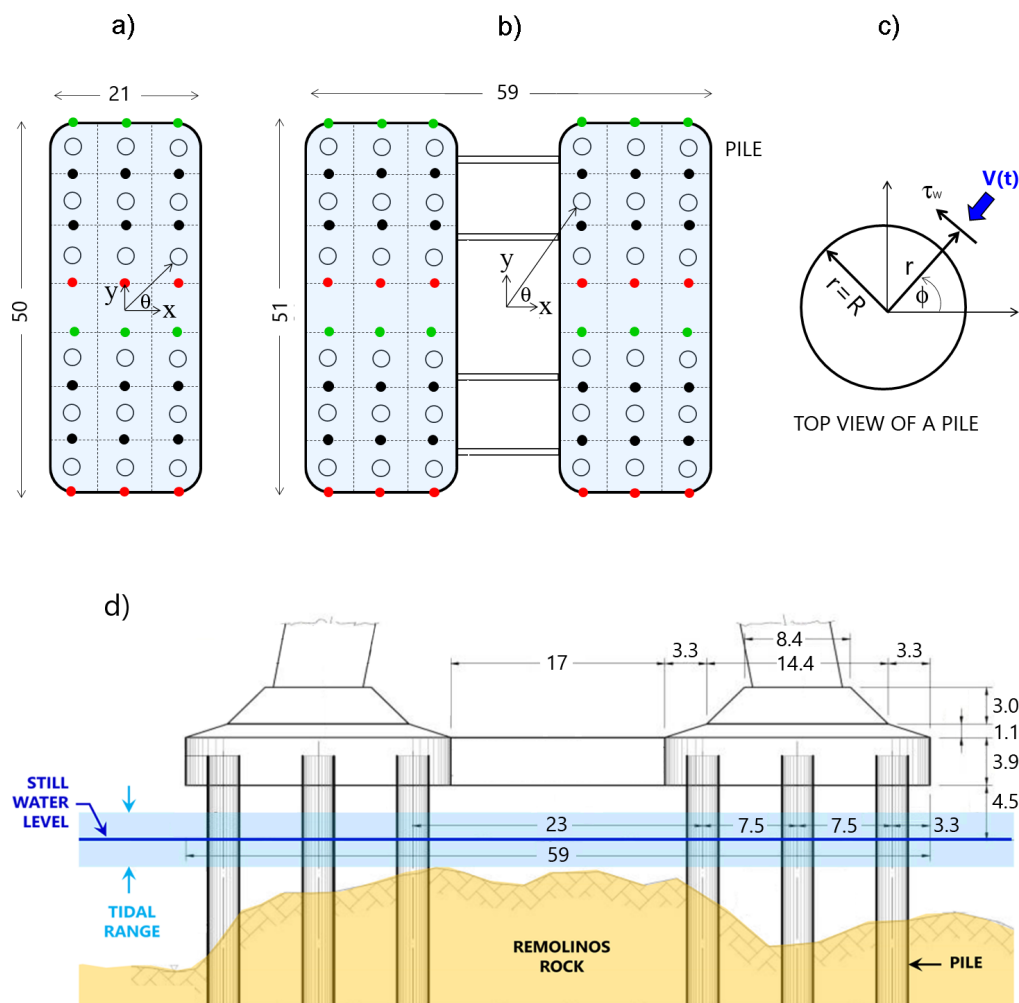 a)
b)
c)
21
59
50
51
PILE
y
θ
x
y
θ
x
V(t)
τw
r
r = R
ϕ
TOP VIEW OF A PILE
d)
8.4
17
3.3
14.4
3.3
3.0
1.1
3.9
4.5
STILL
WATER
LEVEL
23
7.5
7.5
3.3
59
TIDAL
RANGE
REMOLINOS
ROCK
PILE